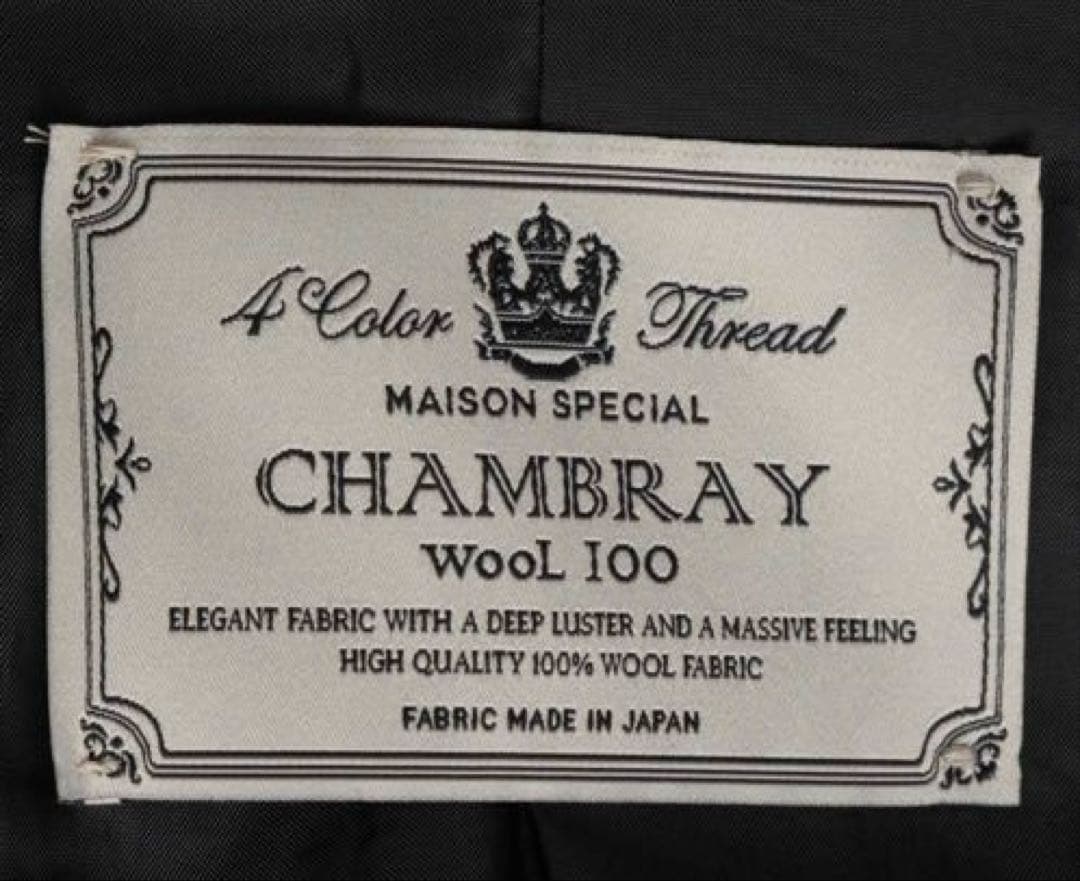 4 Color Thread
MAISON SPECIAL
CHAMBRAY
WooL 100
ELEGANT FABRIC WITH A DEEP LUSTER AND A MASSIVE FEELING
HIGH QUALITY 100% WOOL FABRIC
FABRIC MADE IN JAPAN